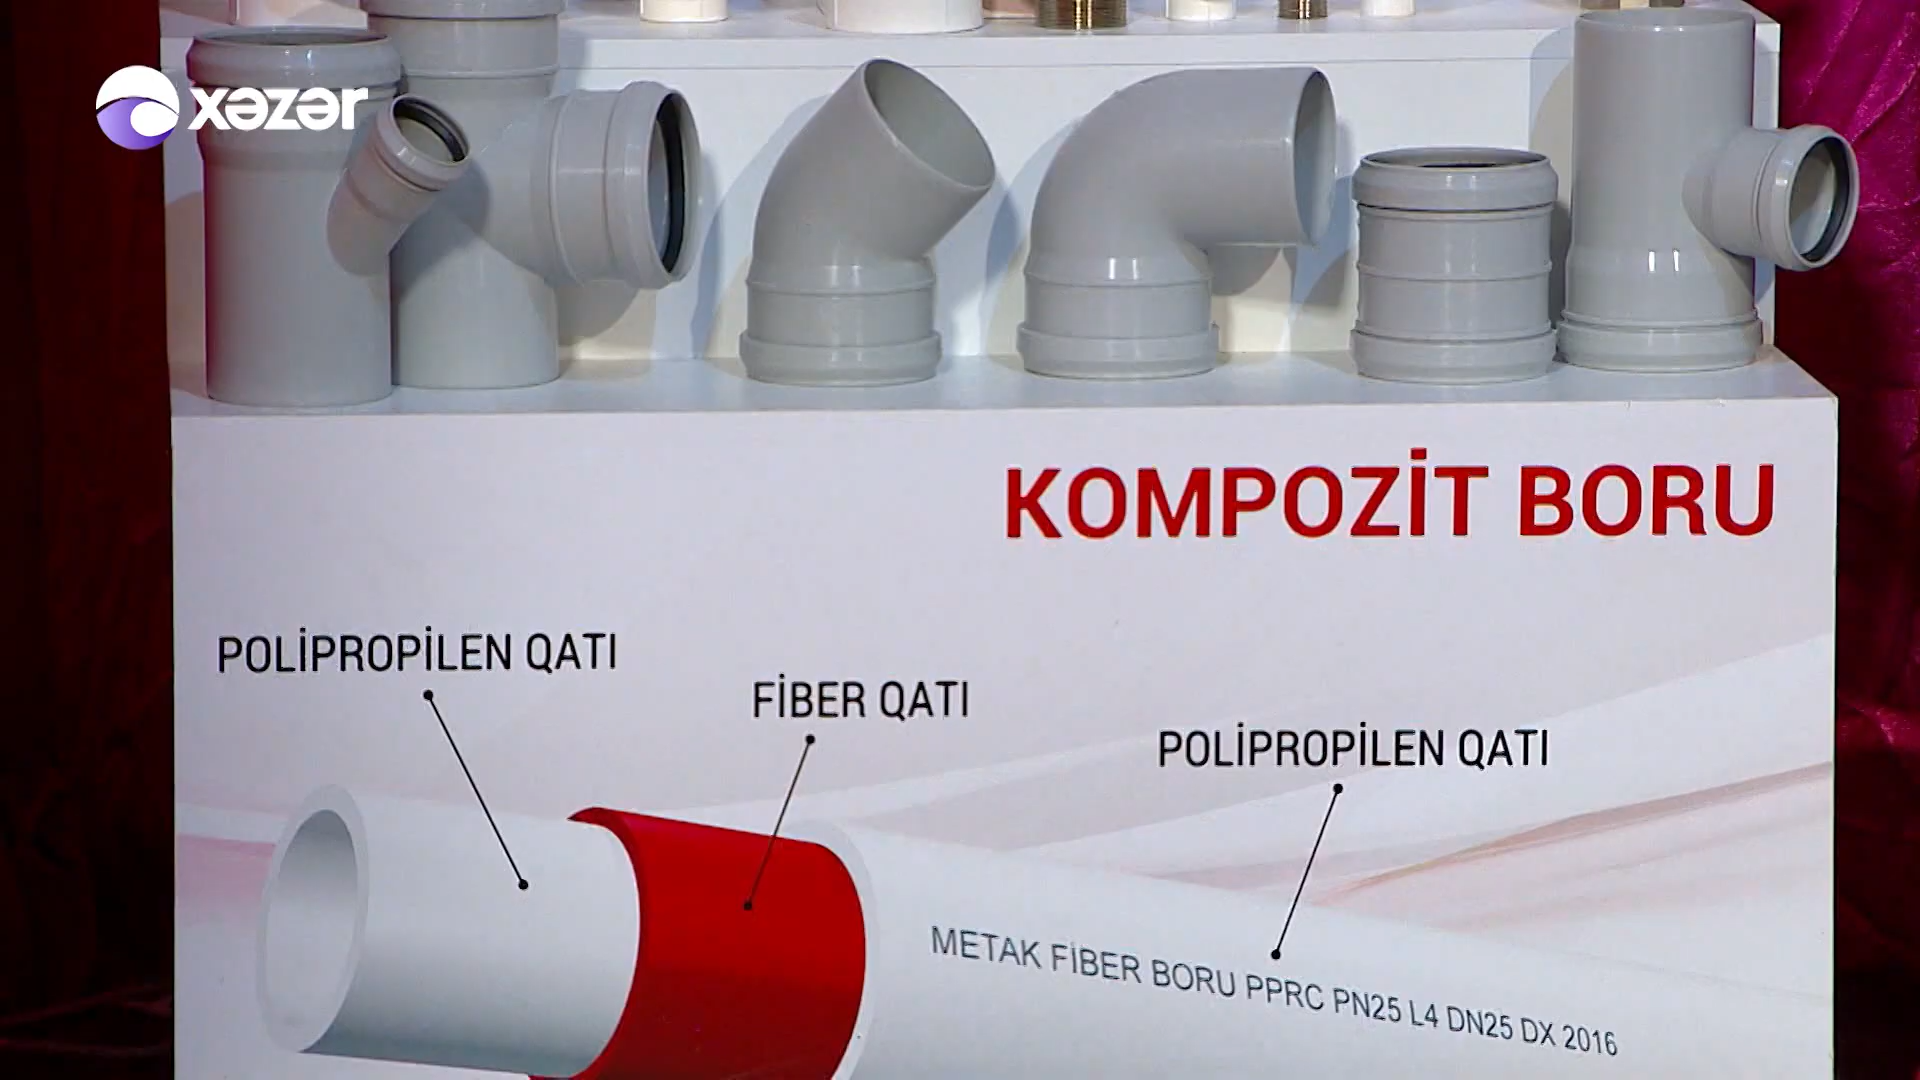 xəzər
KOMPOZİT BORU
POLİPROPİLEN QATI
FİBER QATI
POLİPROPİLEN QATI
METAK FİBER BORU PPRC PN25 L4 DN25 DX 2016